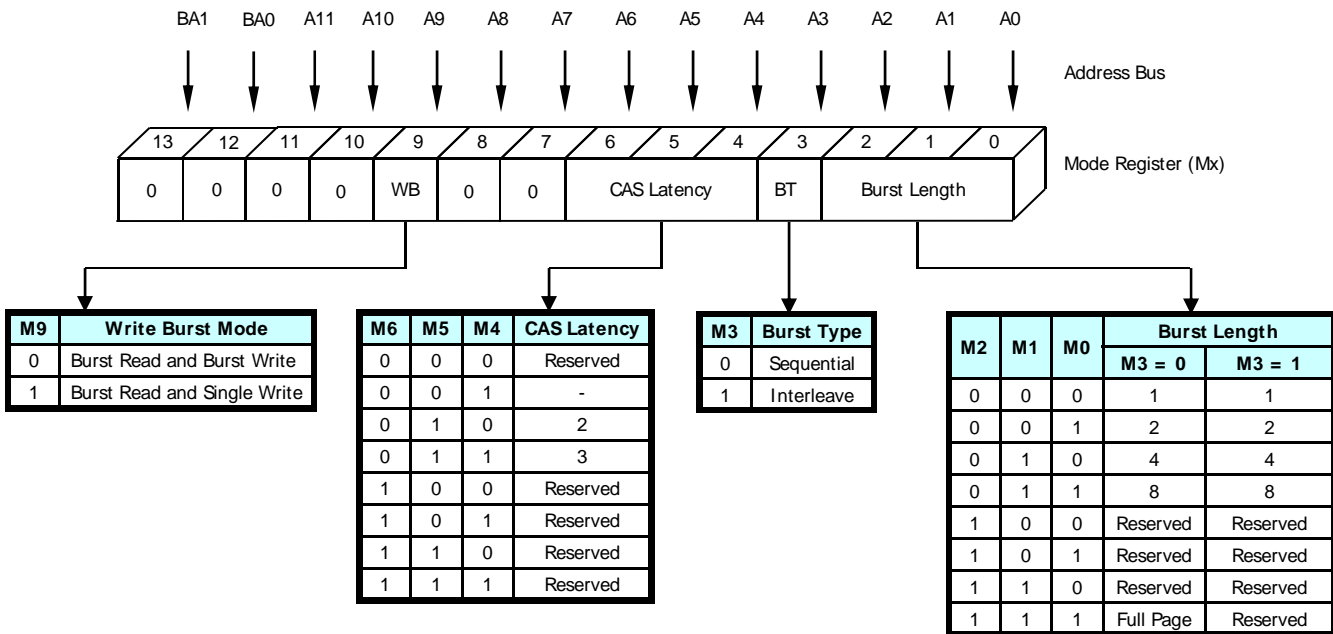 BA1 BA0 A11 A10 A9 A8 A7 A6 A5 A4 A3 A2 A1 A0
Address Bus
13 12 11 10 9 8 7 6 5 4 3 2 1 0
Mode Register (Mx)
0 0 0 0 WB 0 0 CAS Latency BT Burst Length
M9 Write Burst Mode
0 Burst Read and Burst Write
1 Burst Read and Single Write
M6 M5 M4 CAS Latency
0 0 0 Reserved
0 0 1 -
0 1 0 2
0 1 1 3
1 0 0 Reserved
1 0 1 Reserved
1 1 0 Reserved
1 1 1 Reserved
M3 Burst Type
0 Sequential
1 Interleave
M2 M1 M0 Burst Length
M3 = 0 M3 = 1
0 0 0 1 1
0 0 1 2 2
0 1 0 4 4
0 1 1 8 8
1 0 0 Reserved Reserved
1 0 1 Reserved Reserved
1 1 0 Reserved Reserved
1 1 1 Full Page Reserved